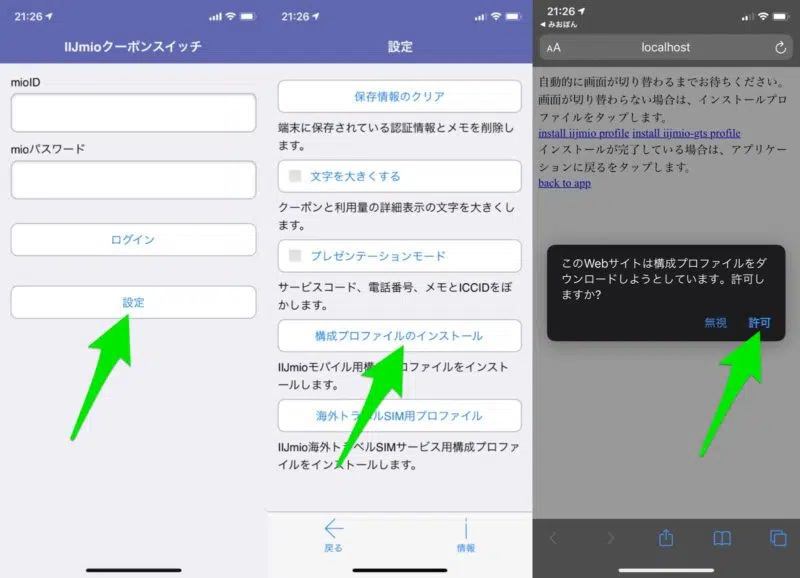 21:26
IIJmioクーポンスイッチ
mioID
mioパスワード
ログイン
設定
21:26
設定
保存情報のクリア
端末に保存されている認証情報とメモを削除し
ます。
文字を大きくする
クーポンと利用量の詳細表示の文字を大きくし
ます。
プレゼンテーションモード
サービスコード、電話番号、メモとICCIDをぼ
かします。
構成プロファイルのインストール
IIJmioモバイル用構 ロファイルをインスト
ールします。
海外トラベルSIM用プロファイル
IIJmio海外トラベルSIMサービス用構成プロファ
イルをインストールします。
戻る
情報
21:26
みおぽん
AA
localhost
自動的に画面が切り替わるまでお待ちください。
画面が切り替わらない場合は、インストールプロ
ファイルをタップします。
install iijmio profile install iijmio-gts profile
インストールが完了している場合は、アプリケー
ションに戻るをタップします。
back to app
このWebサイトは構成プロファイルをダ
ウンロードしようとしています。許可し
ますか?
無視
許可